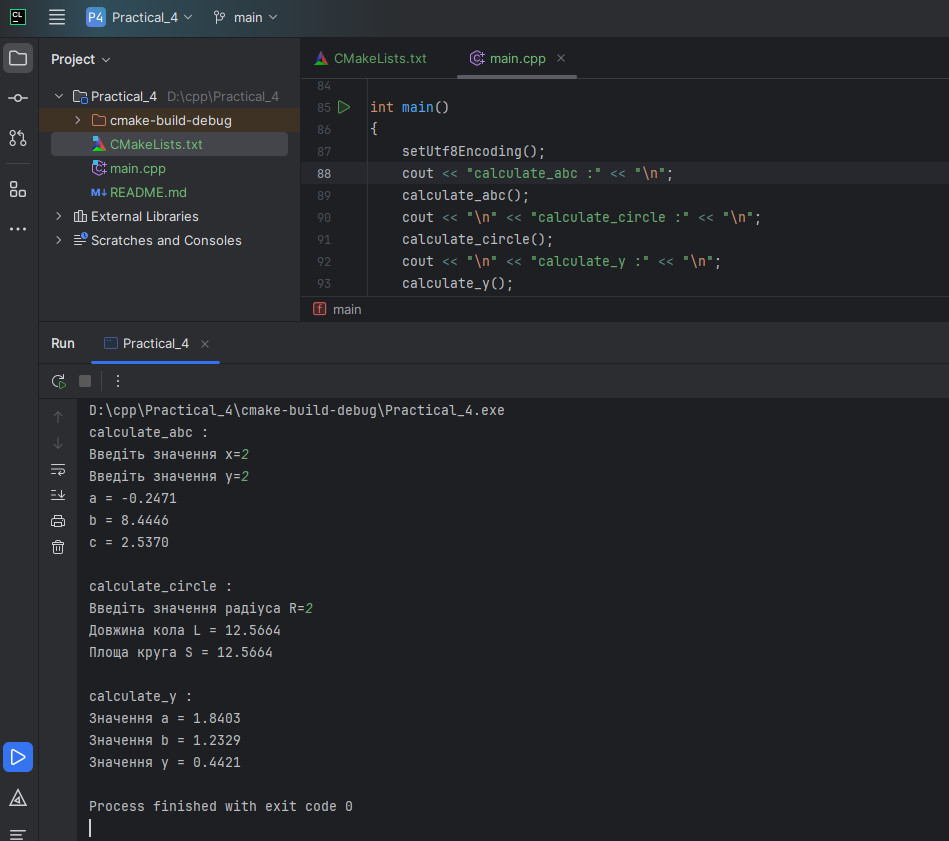 CL
P4 Practical_4 main
Project
Practical_4 D:\cpp\Practical_4
cmake-build-debug
CMakeLists.txt
main.cpp
M↓ README.md
External Libraries
Scratches and Consoles
CMakeLists.txt main.cpp
84
85 int main()
86 {
87 setUtf8Encoding();
88 cout << "calculate_abc :" << "\n";
89 calculate_abc();
90 cout << "\n" << "calculate_circle :" << "\n";
91 calculate_circle();
92 cout << "\n" << "calculate_y :" << "\n";
93 calculate_y();
f main
Run Practical_4
D:\cpp\Practical_4\cmake-build-debug\Practical_4.exe
calculate_abc :
Введіть значення x=2
Введіть значення y=2
a = -0.2471
b = 8.4446
c = 2.5370
calculate_circle :
Введіть значення радіуса R=2
Довжина кола L = 12.5664
Площа круга S = 12.5664
calculate_y :
Значення a = 1.8403
Значення b = 1.2329
Значення y = 0.4421
Process finished with exit code 0